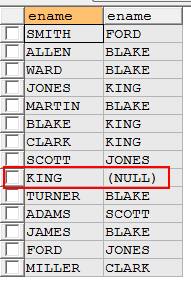 ename ename
SMITH FORD
ALLEN BLAKE
WARD BLAKE
JONES KING
MARTIN BLAKE
BLAKE KING
CLARK KING
SCOTT JONES
KING (NULL)
TURNER BLAKE
ADAMS SCOTT
JAMES BLAKE
FORD JONES
MILLER CLARK